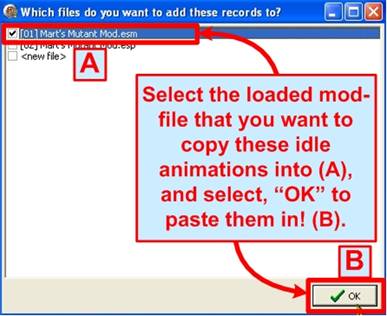 Which files do you want to add these records to?
[01] Mart's Mutant Mod.esm
[02] Mart's Mutant Mod.esp
<new file>
A
Select the loaded mod-
file that you want to
copy these idle
animations into (A),
and select, “OK” to
paste them in! (B).
B
OK